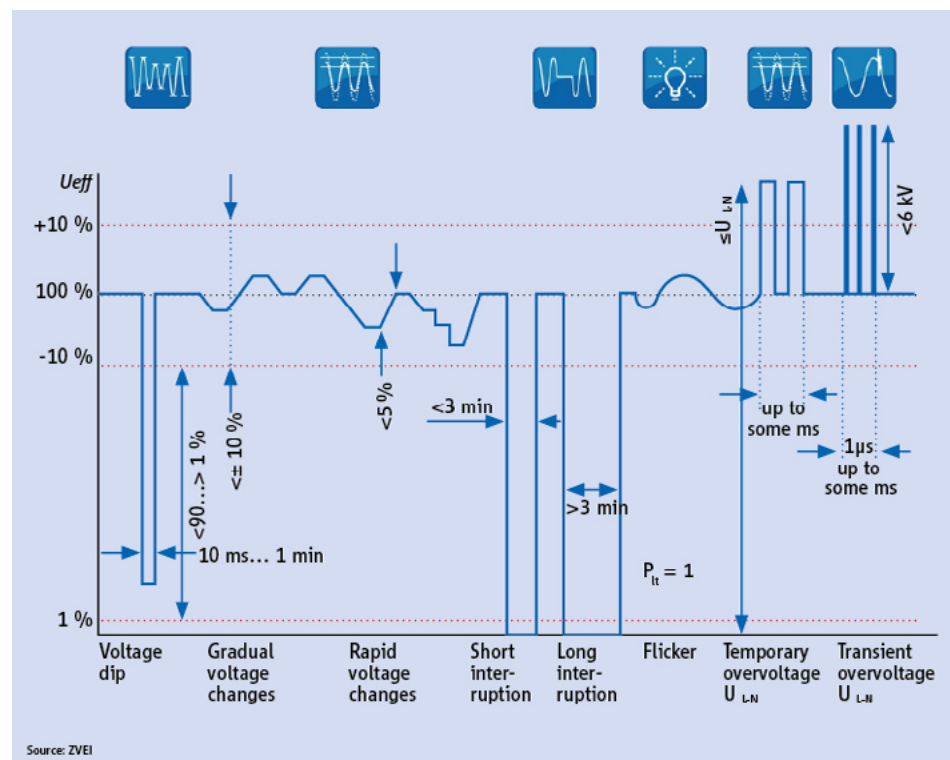 Ueff
+10 %
100 %
-10 %
1 %
<90...> 1 %
<± 10 %
10 ms... 1 min
<5 %
<3 min
>3 min
P lt = 1
≤U L-N
up to
some ms
<6 kV
1µs
up to
some ms
Voltage
dip
Gradual
voltage
changes
Rapid
voltage
changes
Short
inter-
ruption
Long
inter-
ruption
Flicker
Temporary
overvoltage
U L-N
Transient
overvoltage
U L-N
Source: ZVEI